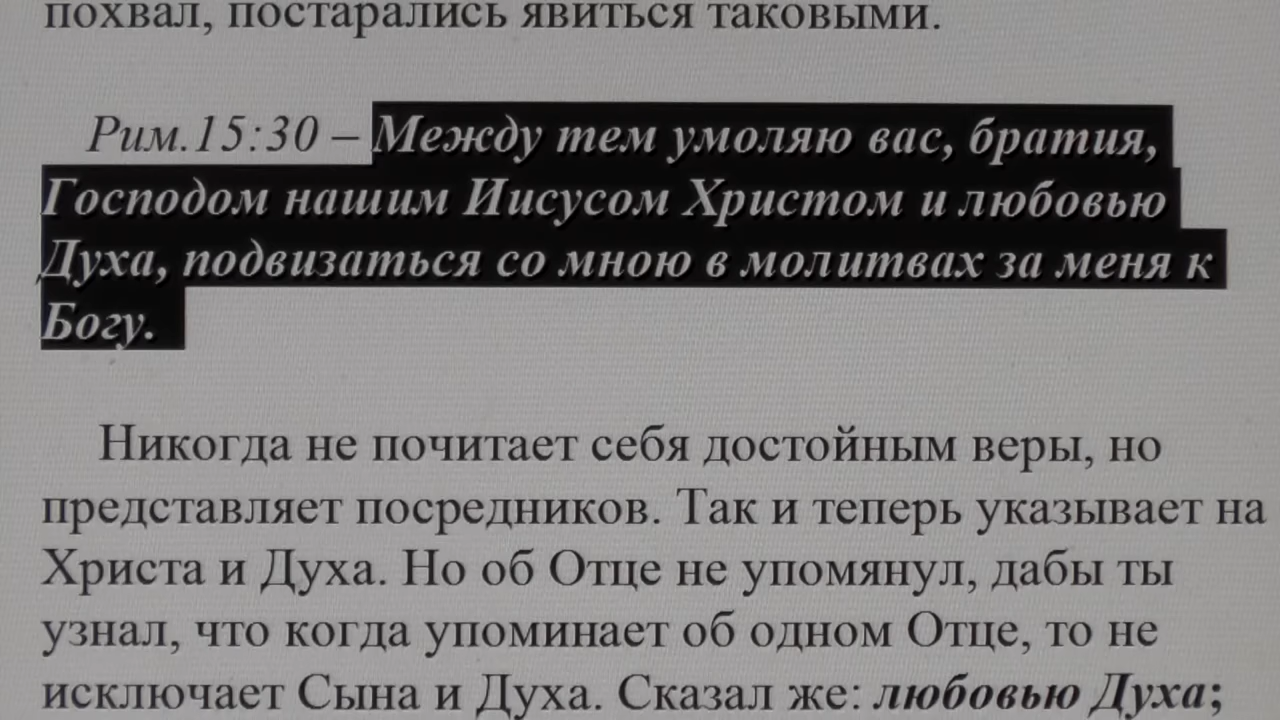 похвал, постарались явиться таковыми.
Рим.15:30 – Между тем умоляю вас, братия,
Господом нашим Иисусом Христом и любовью
Духа, подвизаться со мною в молитвах за меня к
Богу.
Никогда не почитает себя достойным веры, но
представляет посредников. Так и теперь указывает на
Христа и Духа. Но об Отце не упомянул, дабы ты
узнал, что когда упоминает об одном Отце, то не
исключает Сына и Духа. Сказал же: любовью Духа;